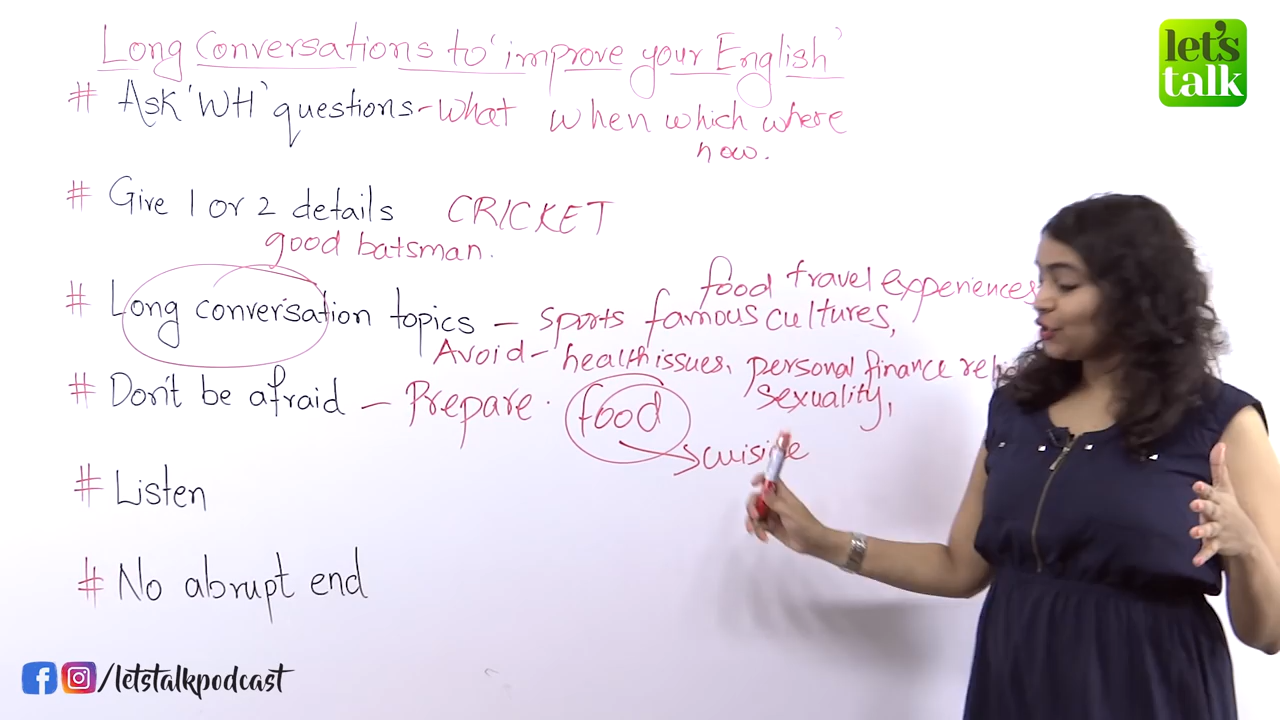 Long Conversations to 'improve your English'
# Ask 'WH' questions - what when which where
how.
# Give 1 or 2 details CRICKET
good batsman.
food travel experiences
# Long conversation topics - sports famous cultures,
Avoid - health issues, personal finance
sexuality,
# Don't be afraid - Prepare. food
cuisine
# Listen
# No abrupt end
let's
talk
/letstalkpodcast